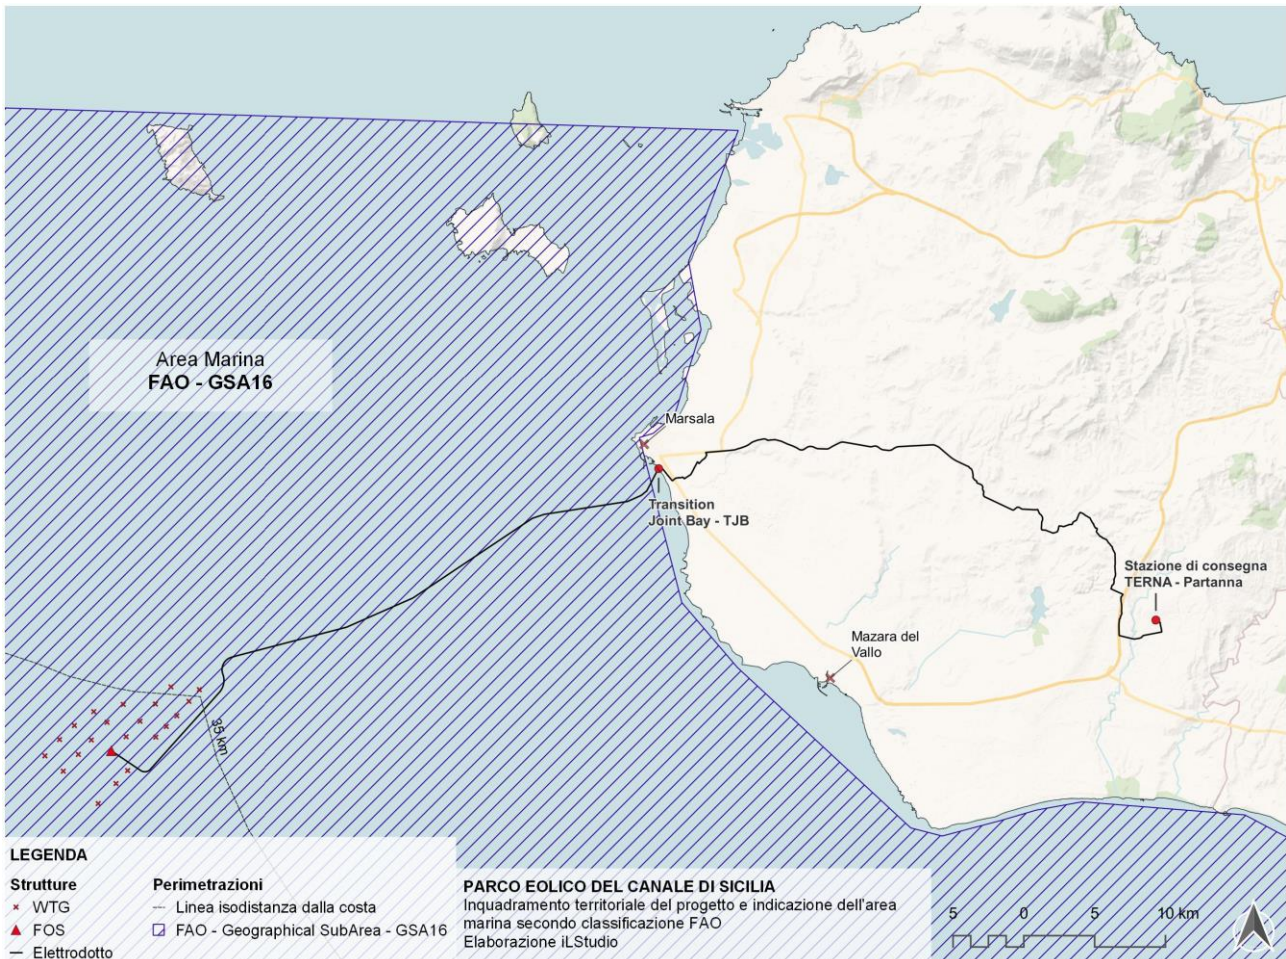 Area Marina
FAO - GSA16
Marsala
Transition
Joint Bay - TJB
Stazione di consegna
TERNA - Partanna
Mazara del
Vallo
35 km
LEGENDA
Strutture
WTG
FOS
Elettrodotto
Perimetrazioni
Linea isodistanza dalla costa
FAO - Geographical SubArea - GSA16
PARCO EOLICO DEL CANALE DI SICILIA
Inquadramento territoriale del progetto e indicazione dell'area
marina secondo classificazione FAO
Elaborazione iLStudio
5 0 5 10 km